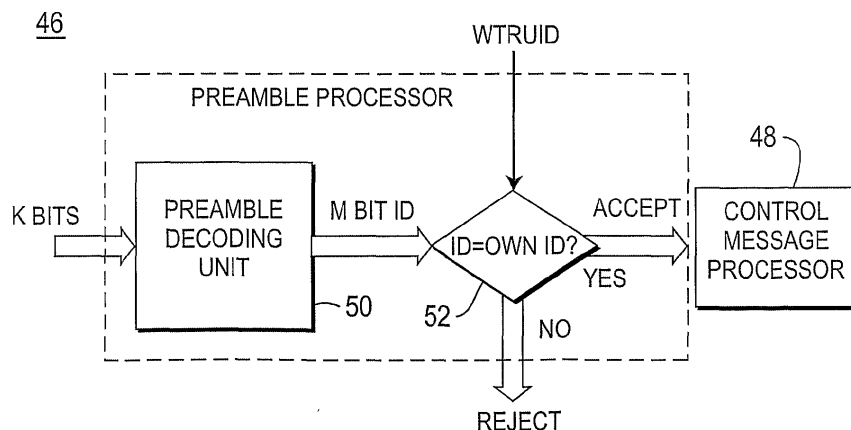 46
WTRUID
PREAMBLE PROCESSOR
48
K BITS
PREAMBLE
DECODING
UNIT
M BIT ID
ID=OWN ID?
ACCEPT
YES
CONTROL
MESSAGE
PROCESSOR
50
52
NO
REJECT